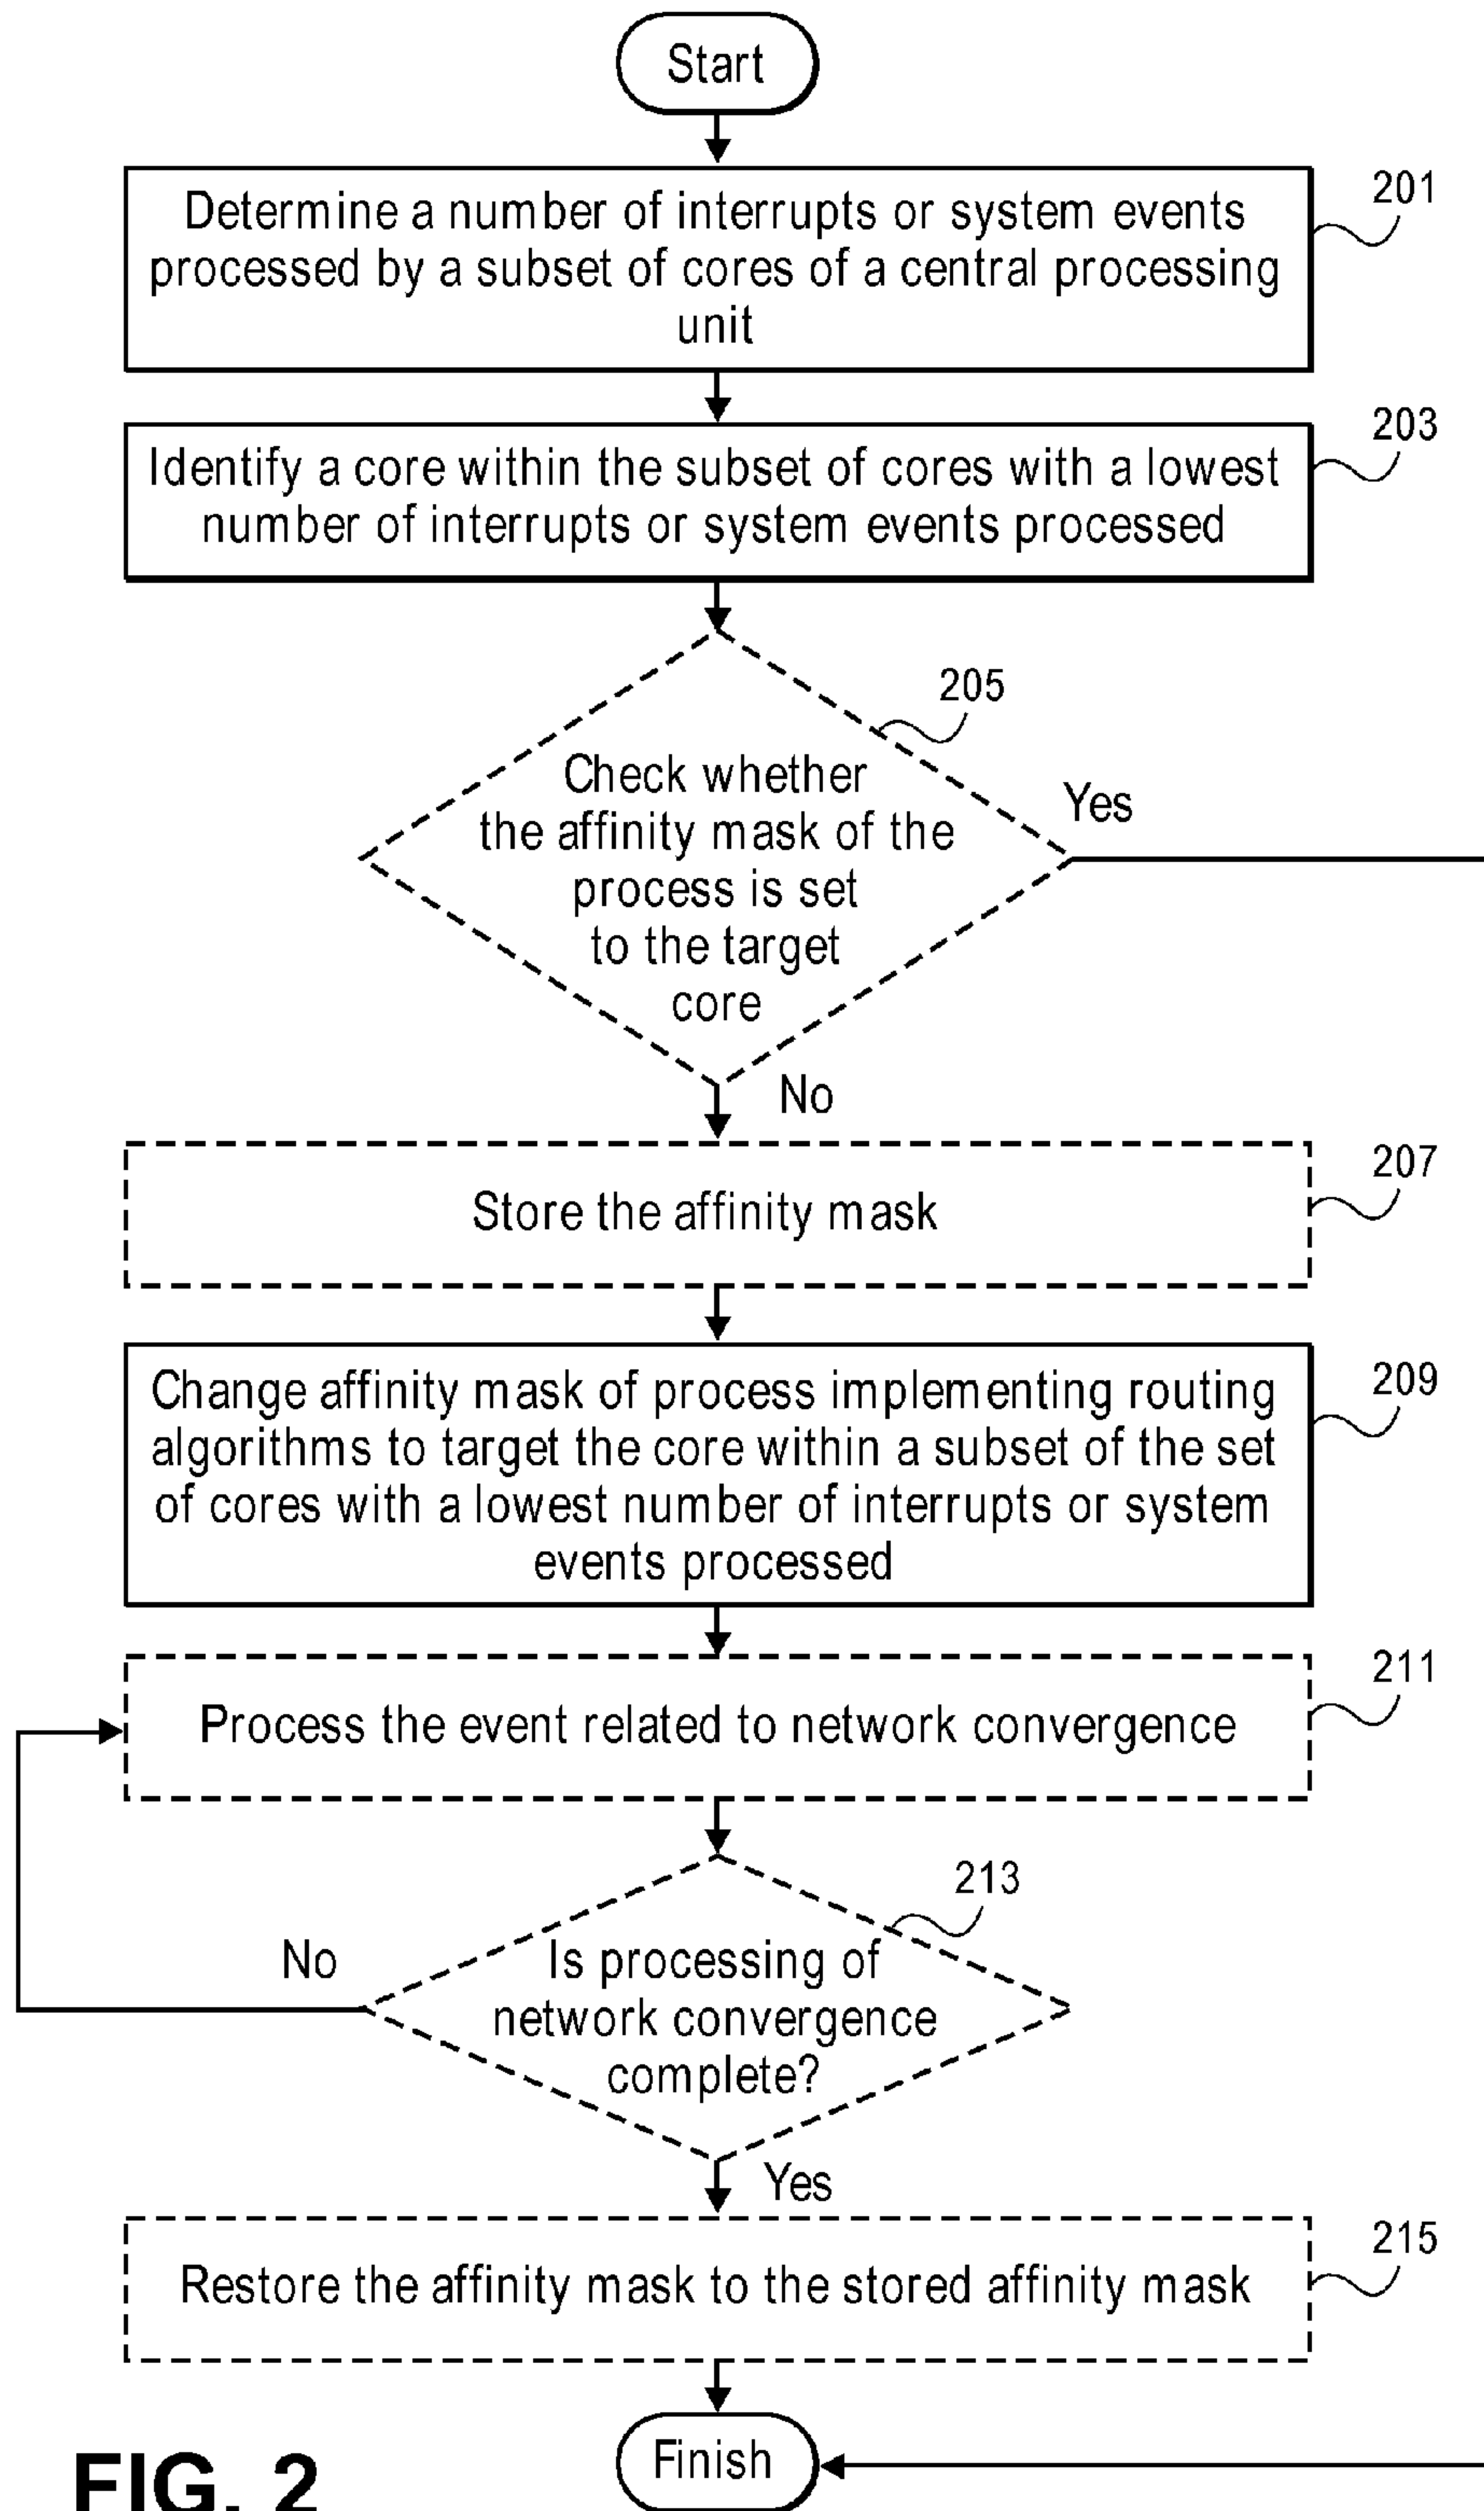 Start
201
Determine a number of interrupts or system events
processed by a subset of cores of a central processing
unit
203
Identify a core within the subset of cores with a lowest
number of interrupts or system events processed
205
Check whether
the affinity mask of the
process is set
to the target
core
Yes
No
207
Store the affinity mask
209
Change affinity mask of process implementing routing
algorithms to target the core within a subset of the set
of cores with a lowest number of interrupts or system
events processed
211
Process the event related to network convergence
213
Is processing of
network convergence
complete?
No
Yes
215
Restore the affinity mask to the stored affinity mask
Finish
FIG. 2